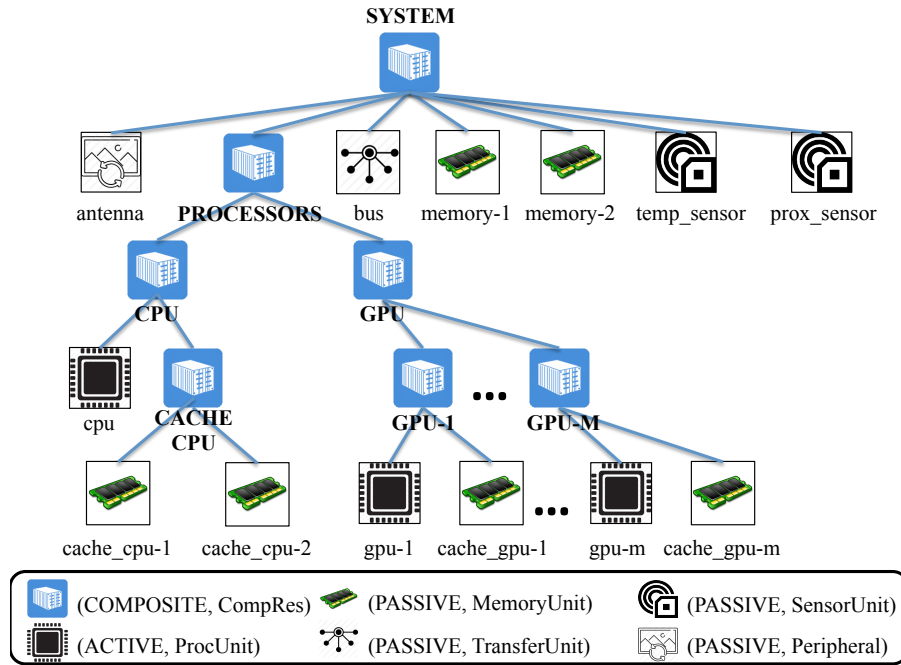 SYSTEM
antenna PROCESSORS bus memory-1 memory-2 temp_sensor prox_sensor
CPU GPU
cpu CACHE CPU GPU-1 ... GPU-M
cache_cpu-1 cache_cpu-2 gpu-1 cache_gpu-1 ... gpu-m cache_gpu-m
(COMPOSITE, CompRes) (PASSIVE, MemoryUnit) (PASSIVE, SensorUnit)
(ACTIVE, ProcUnit) (PASSIVE, TransferUnit) (PASSIVE, Peripheral)